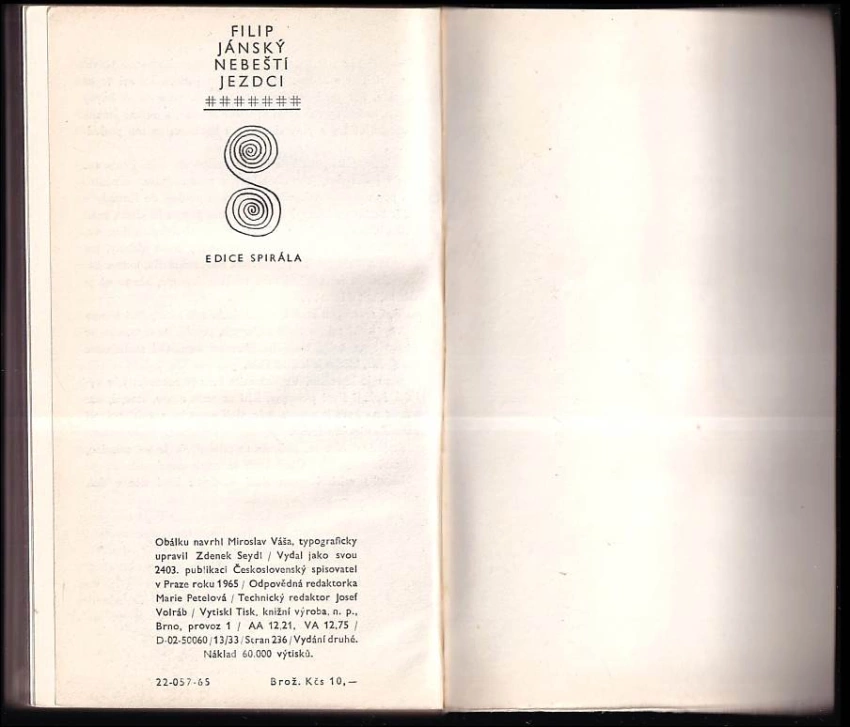 FILIP
JÁNSKÝ
NEBEŠTÍ
JEZDCI
#######
EDICE SPIRÁLA
Obálku navrhl Miroslav Váša, typograficky
upravil Zdenek Seydl / Vydal jako svou
2403. publikaci Československý spisovatel
v Praze roku 1965 / Odpovědná redaktorka
Marie Petelová / Technický redaktor Josef
Volráb / Vytiskl Tisk, knižní výroba, n. p.,
Brno, provoz 1 / AA 12,21, VA 12,75 /
D-02-50060 / 13/33 / Stran 236 / Vydání druhé.
Náklad 60.000 výtisků.
22-057-65 Brož. Kčs 10,—